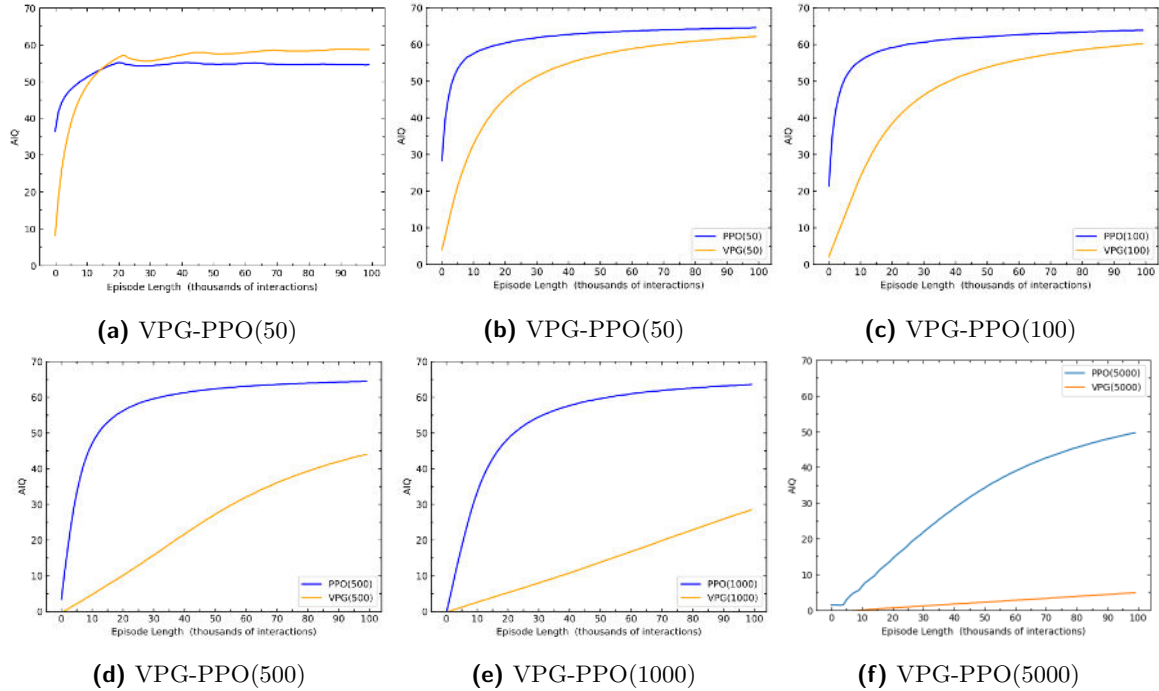 70
60
50
40
30
20
10
0
AIQ
0 10 20 30 40 50 60 70 80 90 100
Episode Length (thousands of interactions)
(a) VPG-PPO(50)
70
60
50
40
30
20
10
0
AIQ
PPO(50)
VPG(50)
0 10 20 30 40 50 60 70 80 90 100
Episode Length (thousands of interactions)
(b) VPG-PPO(50)
70
60
50
40
30
20
10
0
AIQ
PPO(100)
VPG(100)
0 10 20 30 40 50 60 70 80 90 100
Episode Length (thousands of interactions)
(c) VPG-PPO(100)
70
60
50
40
30
20
10
0
AIQ
PPO(500)
VPG(500)
0 10 20 30 40 50 60 70 80 90 100
Episode Length (thousands of interactions)
(d) VPG-PPO(500)
70
60
50
40
30
20
10
0
AIQ
PPO(1000)
VPG(1000)
0 10 20 30 40 50 60 70 80 90 100
Episode Length (thousands of interactions)
(e) VPG-PPO(1000)
70
60
50
40
30
20
10
0
AIQ
PPO(5000)
VPG(5000)
0 10 20 30 40 50 60 70 80 90 100
Episode Length (thousands of interactions)
(f) VPG-PPO(5000)